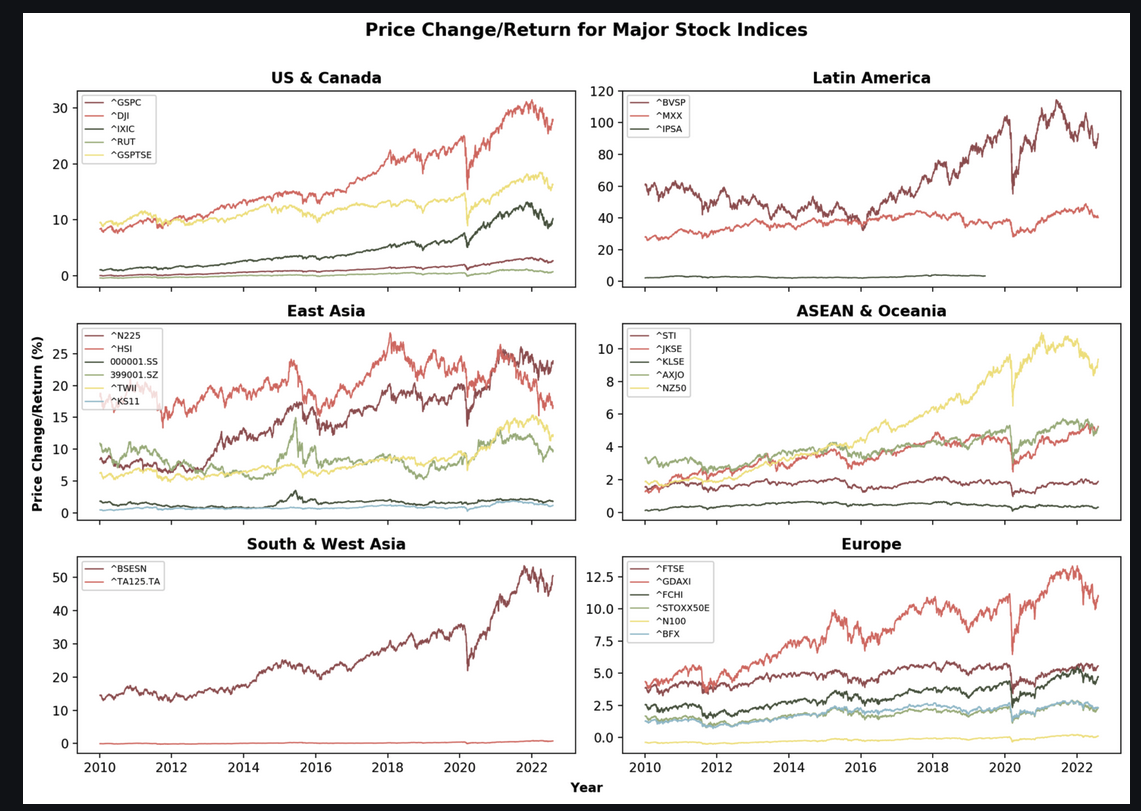 Price Change/Return for Major Stock Indices
US & Canada
^GSPC
^DJI
^IXIC
^RUT
^GSPTSE
30
20
10
0
Latin America
^BVSP
^MXX
^IPSA
120
100
80
60
40
20
0
East Asia
^N225
^HSI
000001.SS
399001.SZ
^TWII
^KS11
25
20
15
10
5
0
ASEAN & Oceania
^STI
^JKSE
^KLSE
^AXJO
^NZ50
10
8
6
4
2
0
Price Change/Return (%)
South & West Asia
^BSESN
^TA125.TA
50
40
30
20
10
0
2010 2012 2014 2016 2018 2020 2022
Europe
^FTSE
^GDAXI
^FCHI
^STOXX50E
^N100
^BFX
12.5
10.0
7.5
5.0
2.5
0.0
2010 2012 2014 2016 2018 2020 2022
Year